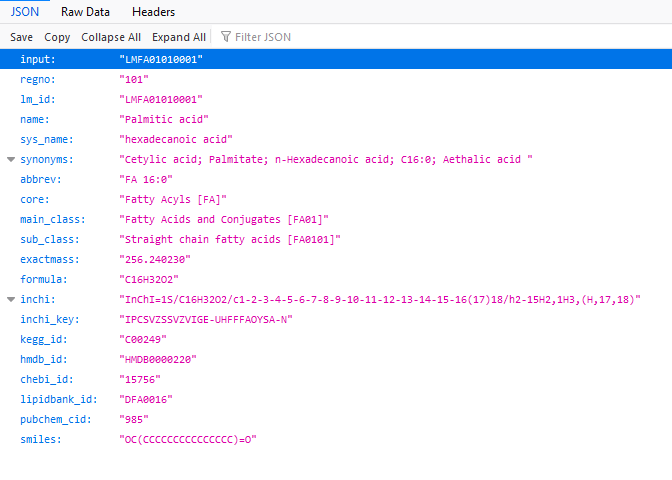 JSON Raw Data Headers
Save Copy Collapse All Expand All Filter JSON
input: "LMFA01010001"
regno: "101"
lm_id: "LMFA01010001"
name: "Palmitic acid"
sys_name: "hexadecanoic acid"
synonyms: "Cetylic acid; Palmitate; n-Hexadecanoic acid; C16:0; Aethalic acid "
abbrev: "FA 16:0"
core: "Fatty Acyls [FA]"
main_class: "Fatty Acids and Conjugates [FA01]"
sub_class: "Straight chain fatty acids [FA0101]"
exactmass: "256.240230"
formula: "C16H32O2"
inchi: "InChI=1S/C16H32O2/c1-2-3-4-5-6-7-8-9-10-11-12-13-14-15-16(17)18/h2-15H2,1H3,(H,17,18)"
inchi_key: "IPCSVZSSVZVIGE-UHFFFAOYSA-N"
kegg_id: "C00249"
hmdb_id: "HMDB0000220"
chebi_id: "15756"
lipidbank_id: "DFA0016"
pubchem_cid: "985"
smiles: "OC(CCCCCCCCCCCCCCC)=O"